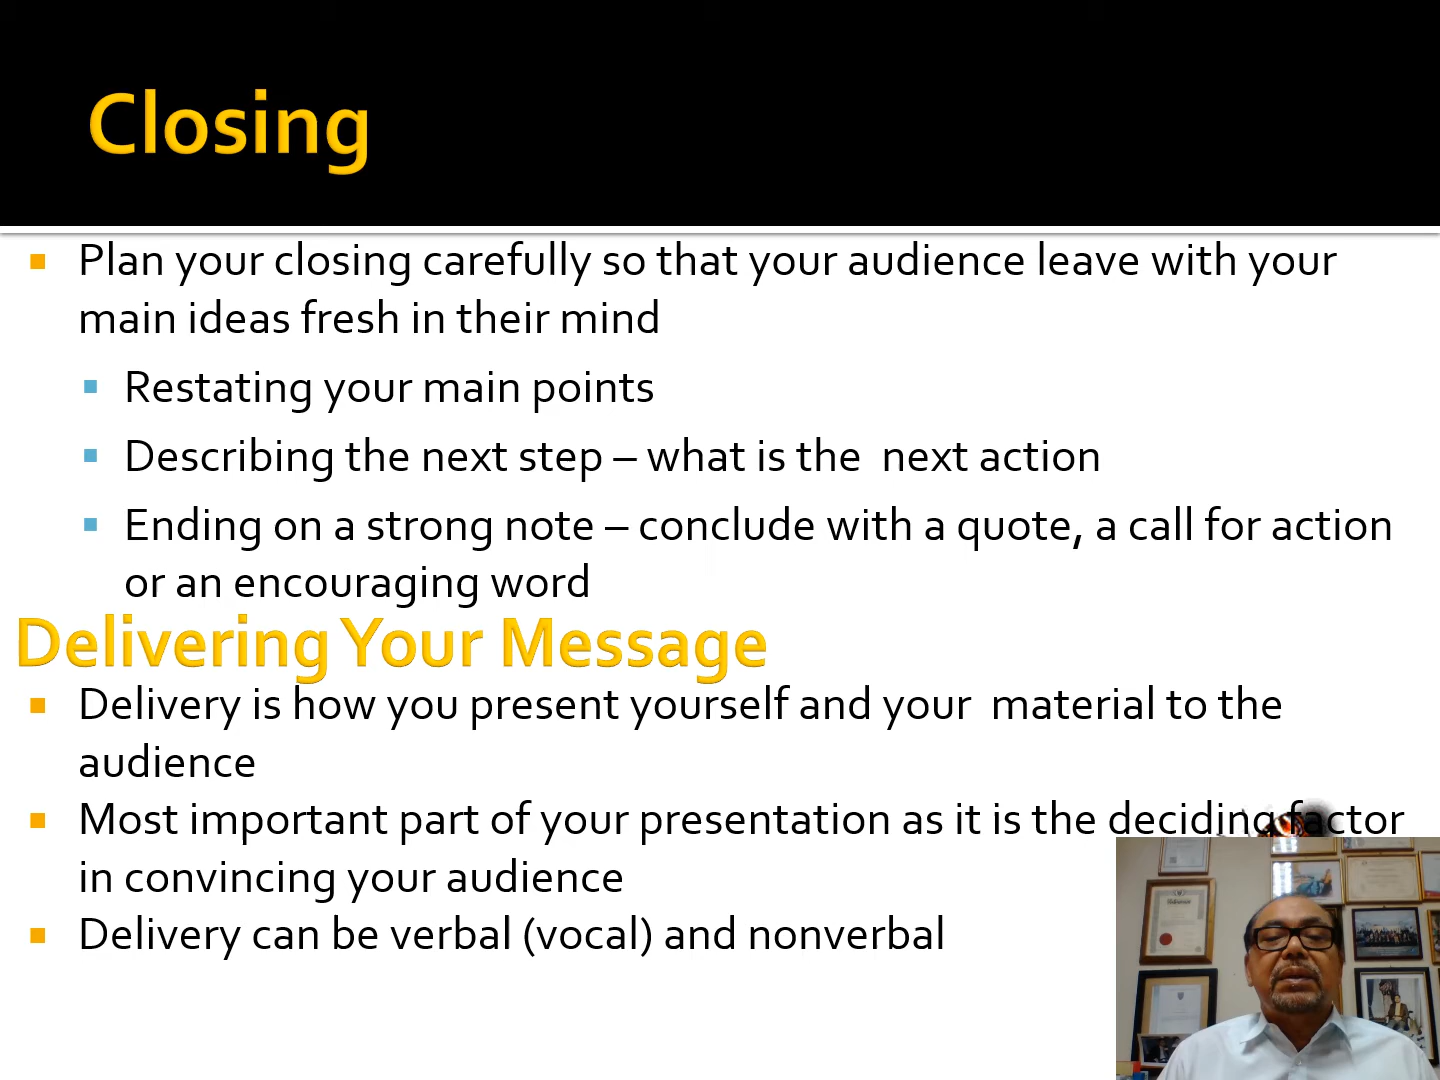 Closing
Plan your closing carefully so that your audience leave with your
main ideas fresh in their mind
Restating your main points
Describing the next step – what is the next action
Ending on a strong note – conclude with a quote, a call for action
or an encouraging word
Delivering Your Message
Delivery is how you present yourself and your material to the
audience
Most important part of your presentation as it is the deciding factor
in convincing your audience
Delivery can be verbal (vocal) and nonverbal